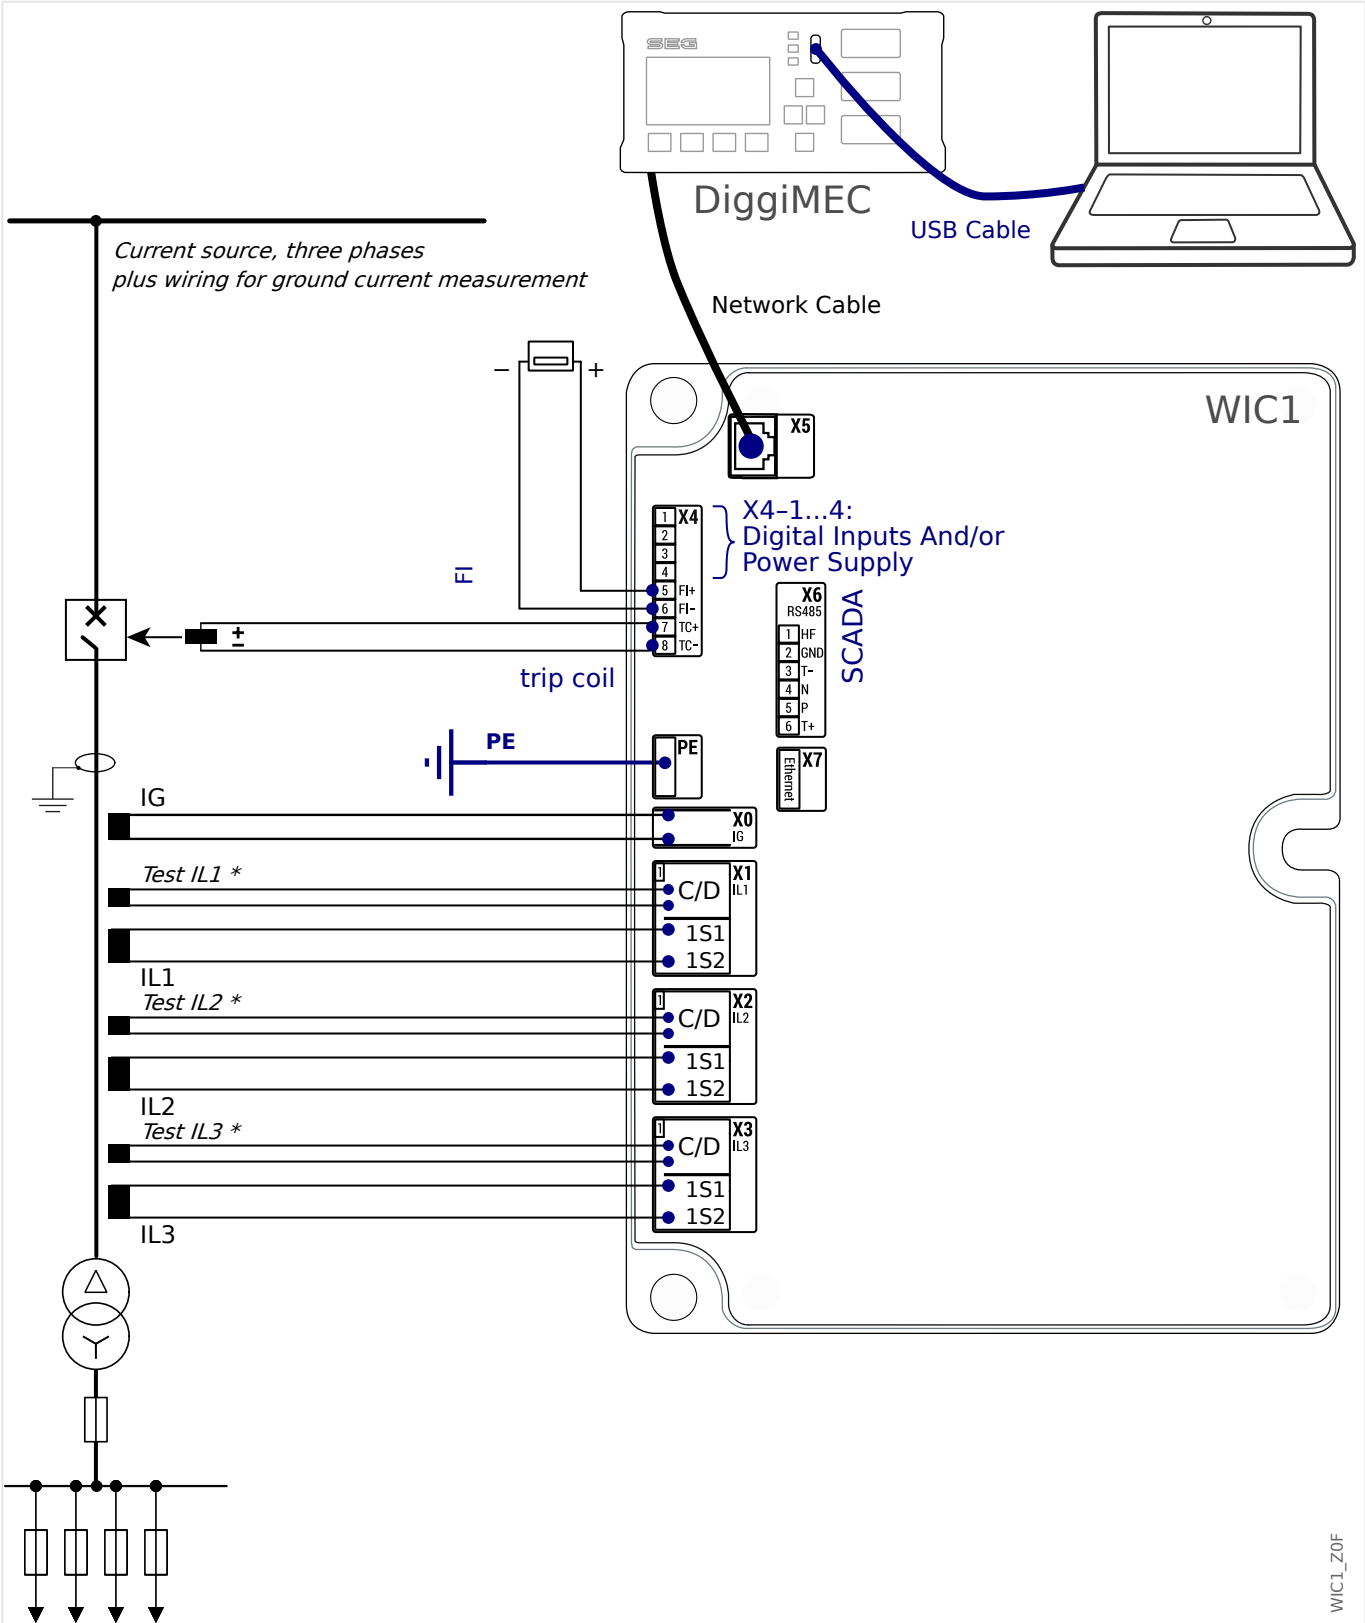 SEG
DiggiMEC
USB Cable
Current source, three phases
plus wiring for ground current measurement
Network Cable
− +
WIC1
X5
X4–1...4:
Digital Inputs And/or
Power Supply
1 X4
2
3
4
5 FI+
6 FI−
7 TC+
8 TC−
FI
±
trip coil
X6
RS485
1 HF
2 GND
3 T−
4 N
5 P
6 T+
SCADA
PE
PE
X7
Ethernet
IG
X0
IG
Test IL1 *
1
C/D
X1
IL1
1S1
1S2
IL1
Test IL2 *
1
C/D
X2
IL2
1S1
1S2
IL2
Test IL3 *
1
C/D
X3
IL3
1S1
1S2
IL3
WIC1_Z0F